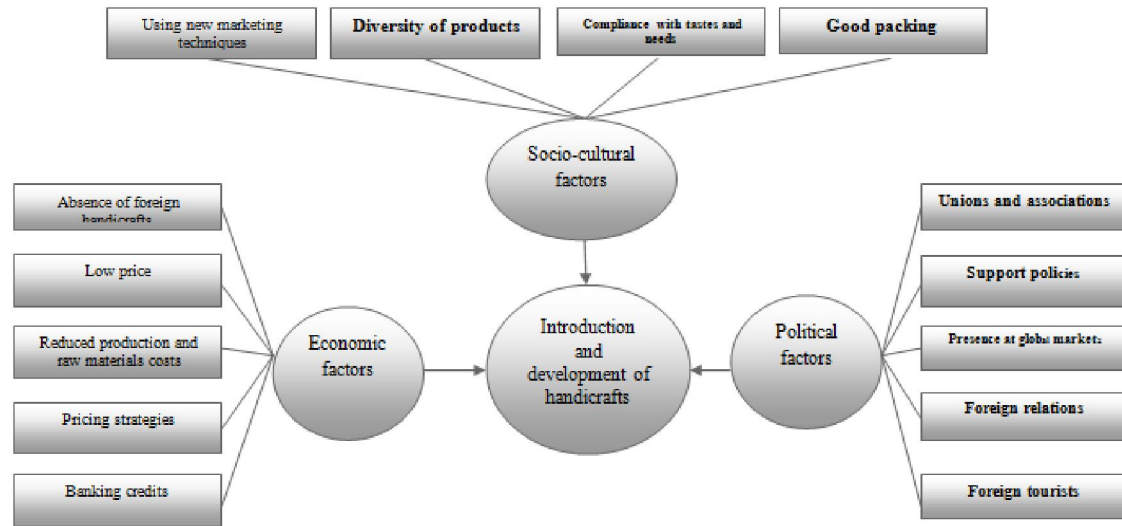 Using new marketing
techniques
Diversity of products
Compliance with tastes and
needs
Good packing
Socio-cultural
factors
Absence of foreign
handicrafts
Low price
Reduced production and
raw materials costs
Pricing strategies
Banking credits
Economic
factors
Introduction
and
development of
handicrafts
Political
factors
Unions and associations
Support policies
Presence at global markets
Foreign relations
Foreign tourists